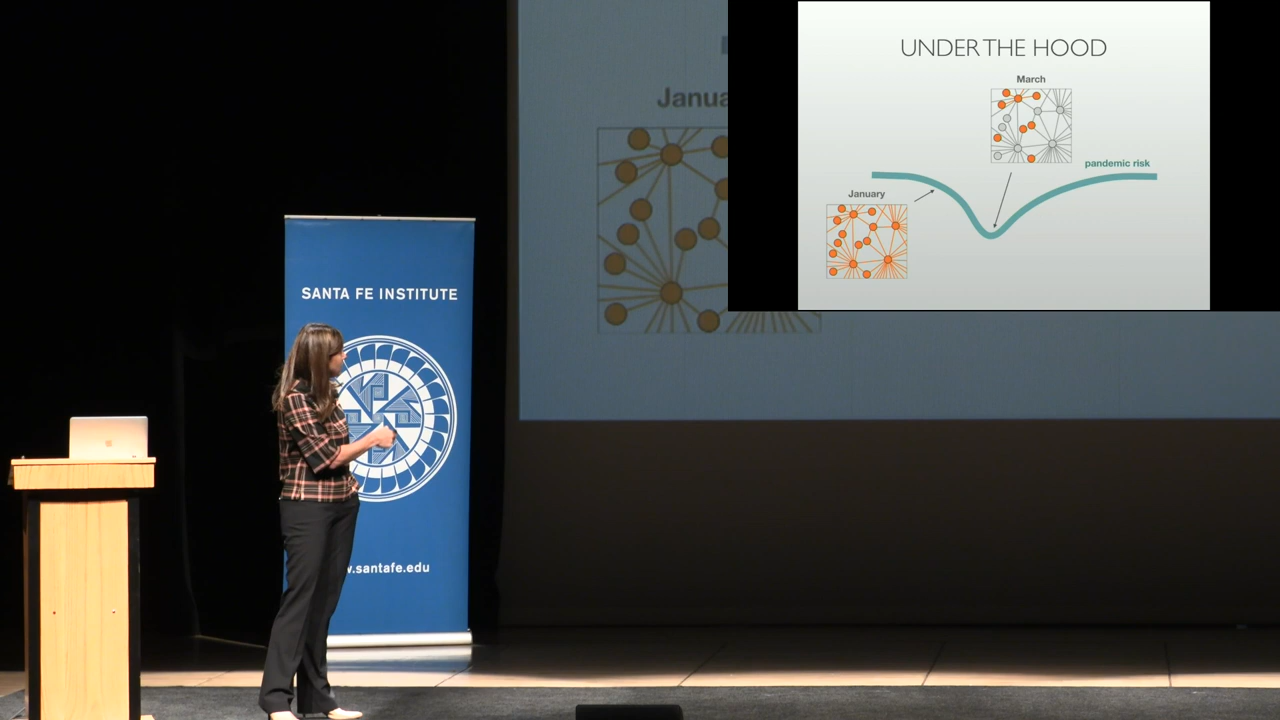 UNDER THE HOOD
March
pandemic risk
January
Janua
SANTA FE INSTITUTE
.santafe.edu